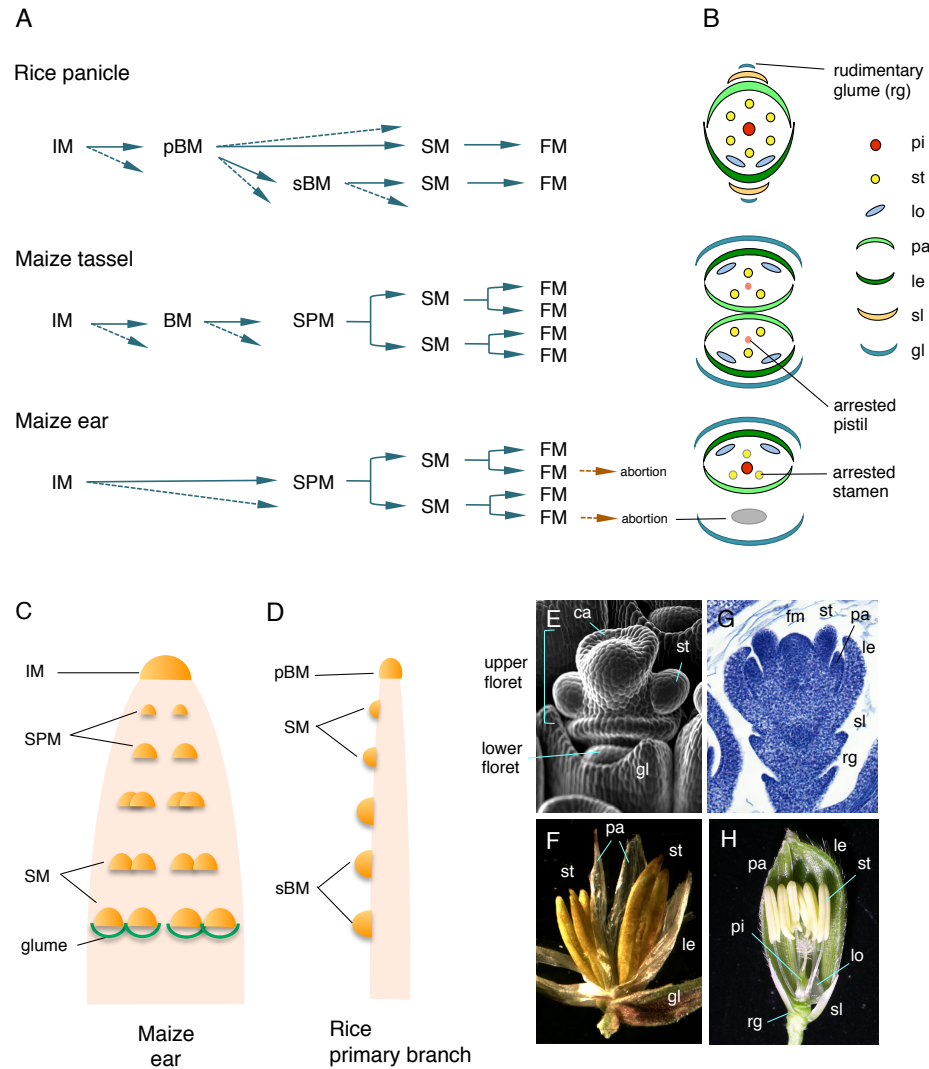 A
B
Rice panicle
IM
pBM
SM
FM
sBM
SM
FM
Maize tassel
IM
BM
SPM
SM
FM
FM
SM
FM
FM
Maize ear
IM
SPM
SM
FM
FM
abortion
SM
FM
FM
abortion
rudimentary
glume (rg)
pi
st
lo
pa
le
sl
gl
arrested
pistil
arrested
stamen
C
IM
SPM
SM
glume
Maize
ear
D
pBM
SM
sBM
Rice
primary branch
E
ca
st
upper
floret
lower
floret
gl
G
fm
st
pa
le
sl
rg
F
pa
st
st
le
gl
H
le
pa
st
pi
lo
rg
sl